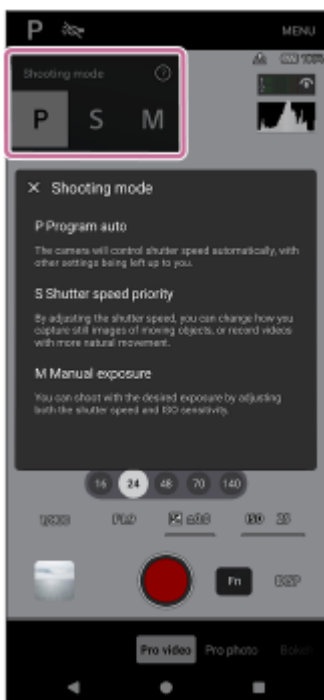 P MENU
Shooting mode ?
P S M
× Shooting mode
P Program auto
The camera will control shutter speed automatically, with
other settings being left up to you.
S Shutter speed priority
By adjusting the shutter speed, you can change how you
capture still images of moving objects, or record videos
with more natural movement.
M Manual exposure
You can shoot with the desired exposure by adjusting
both the shutter speed and ISO sensitivity.
16 24 48 70 140
Fn
Pro video Pro photo Bokeh